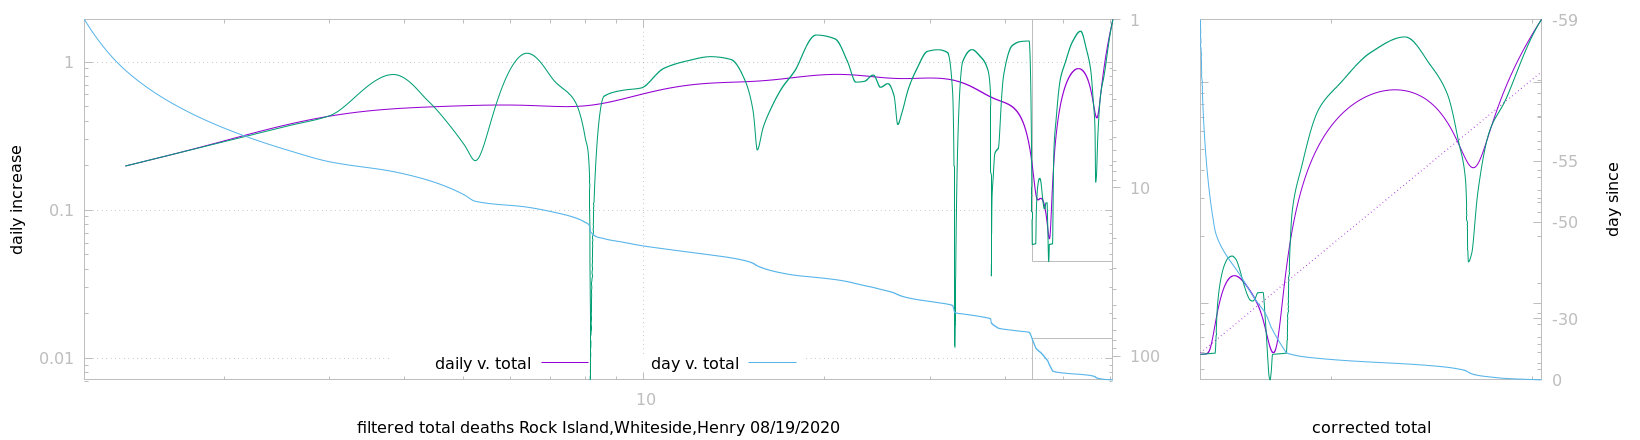 1
-59
1
10
-55
daily increase
day since
0.1
-50
-30
0.01
daily v. total
day v. total
100
0
10
filtered total deaths Rock Island,Whiteside,Henry 08/19/2020
corrected total